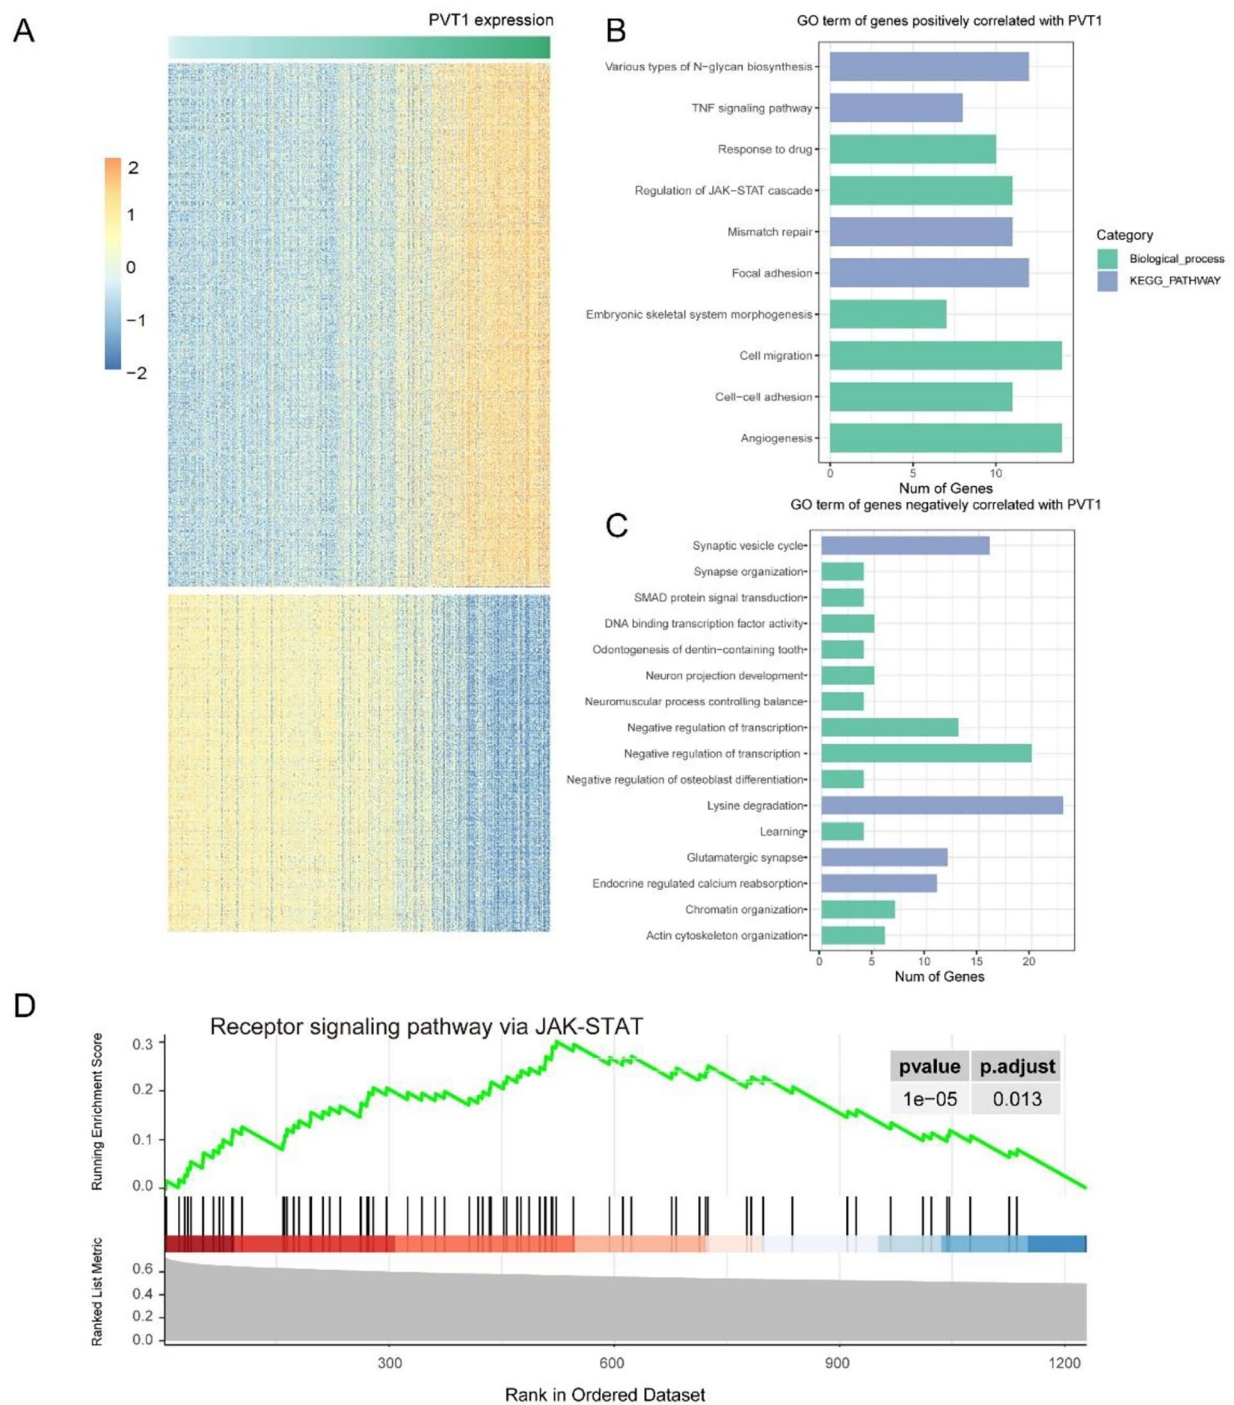 A
PVT1 expression
2
1
0
−1
−2
B
GO term of genes positively correlated with PVT1
Various types of N−glycan biosynthesis
TNF signaling pathway
Response to drug
Regulation of JAK−STAT cascade
Mismatch repair
Focal adhesion
Embryonic skeletal system morphogenesis
Cell migration
Cell−cell adhesion
Angiogenesis
0 5 10
Num of Genes
Category
Biological_process
KEGG_PATHWAY
C
GO term of genes negatively correlated with PVT1
Synaptic vesicle cycle
Synapse organization
SMAD protein signal transduction
DNA binding transcription factor activity
Odontogenesis of dentin−containing tooth
Neuron projection development
Neuromuscular process controlling balance
Negative regulation of transcription
Negative regulation of transcription
Negative regulation of osteoblast differentiation
Lysine degradation
Learning
Glutamatergic synapse
Endocrine regulated calcium reabsorption
Chromatin organization
Actin cytoskeleton organization
0 5 10 15 20
Num of Genes
D
Receptor signaling pathway via JAK-STAT
Running Enrichment Score
0.3
0.2
0.1
0.0
pvalue p.adjust
1e−05 0.013
Ranked List Metric
0.6
0.4
0.2
0.0
300 600 900 1200
Rank in Ordered Dataset